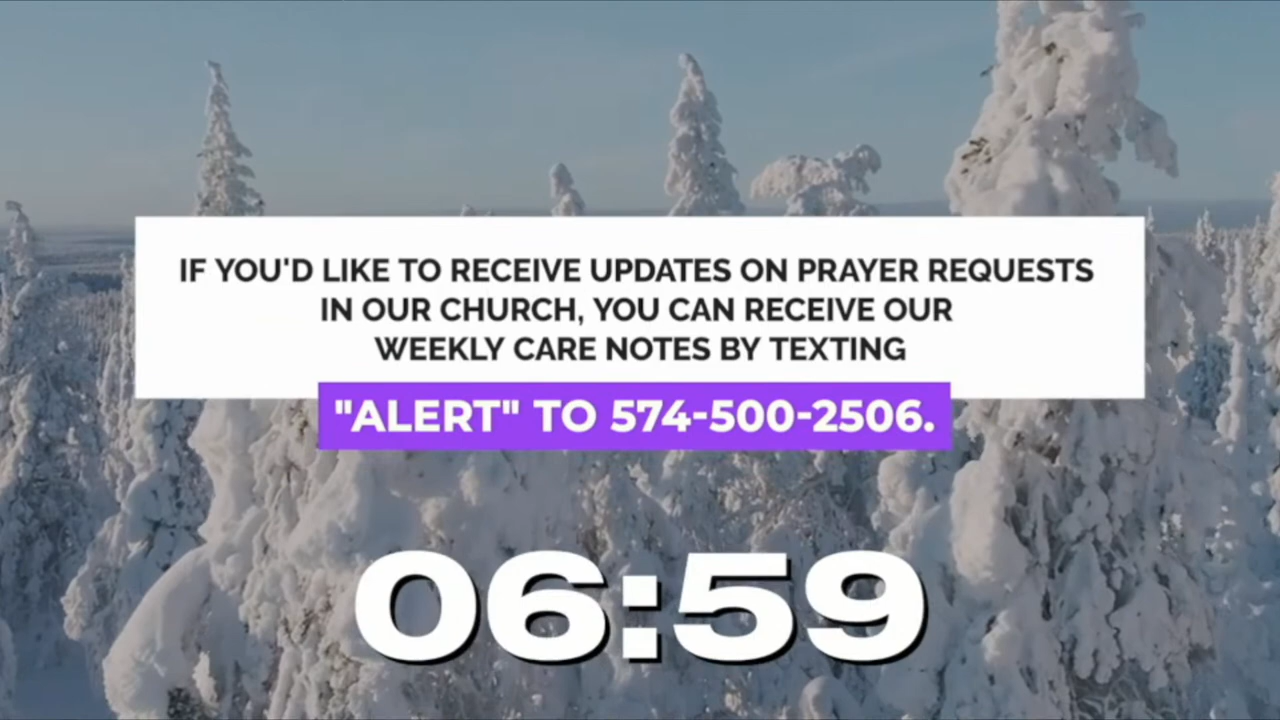 IF YOU'D LIKE TO RECEIVE UPDATES ON PRAYER REQUESTS
IN OUR CHURCH, YOU CAN RECEIVE OUR
WEEKLY CARE NOTES BY TEXTING
"ALERT" TO 574-500-2506.
06:59